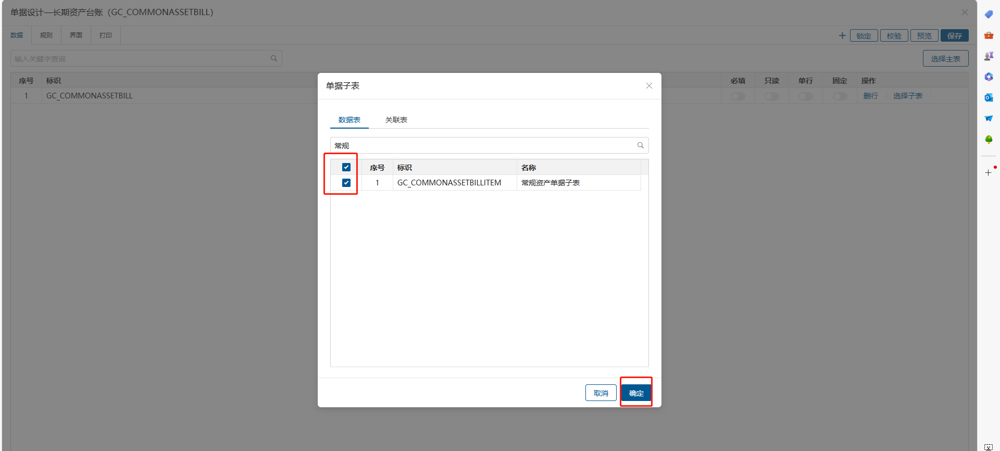 单据设计—长期资产台账（GC_COMMONASSETBILL）
数据 规则 界面 打印 锁定 校验 预览 保存
输入关键字查询 选择主表
序号 标识 必填 只读 单行 固定 操作
1 GC_COMMONASSETBILL 删行 选择子表
单据子表
数据表 关联表
常规
序号 标识 名称
1 GC_COMMONASSETBILLITEM 常规资产单据子表
取消 确定